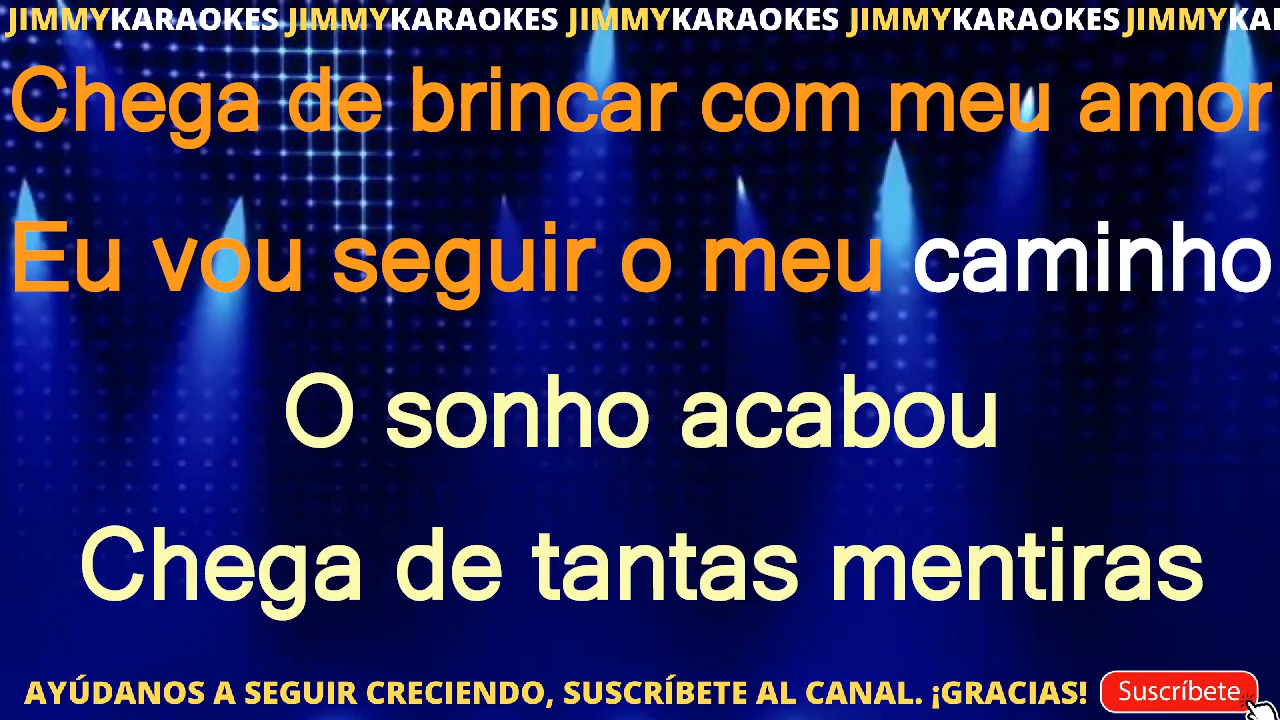 JIMMYKARAOKES JIMMYKARAOKES JIMMYKARAOKES JIMMYKARAOKES JIMMYKA
Chega de brincar com meu amor
Eu vou seguir o meu caminho
O sonho acabou
Chega de tantas mentiras
AYÚDANOS A SEGUIR CRECIENDO, SUSCRÍBETE AL CANAL. ¡GRACIAS! Suscríbete